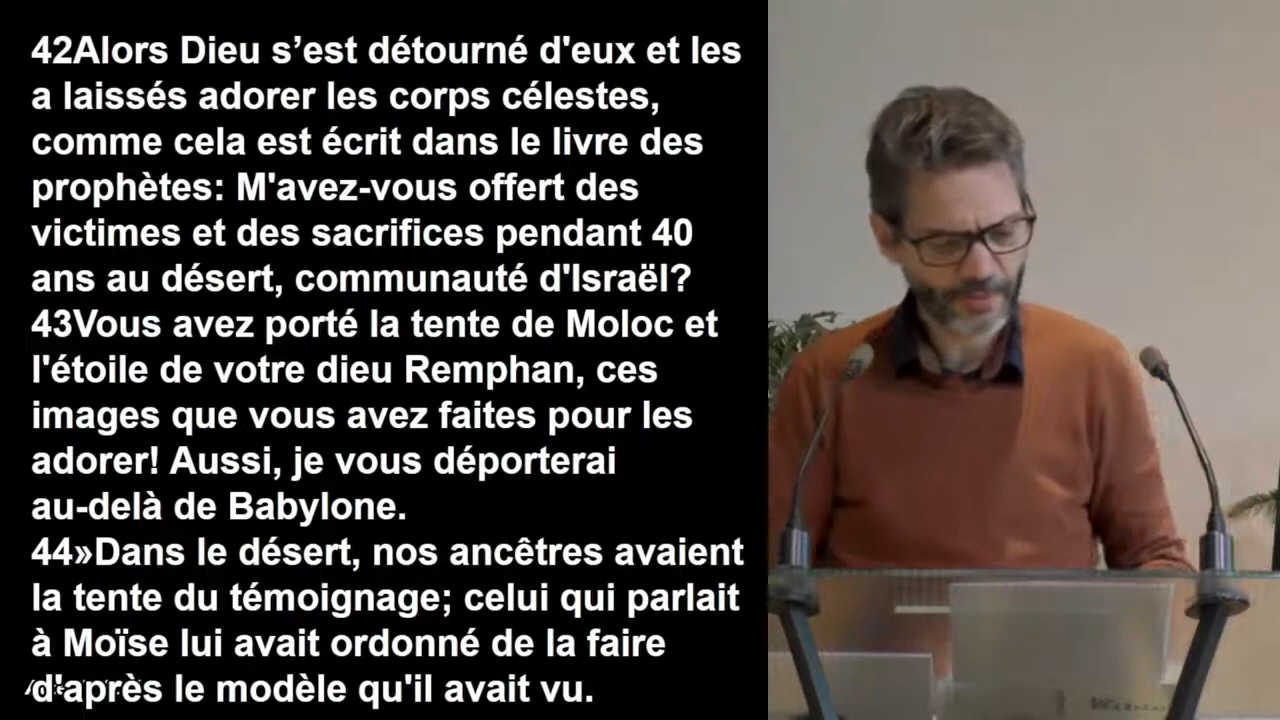 42Alors Dieu s’est détourné d'eux et les
a laissés adorer les corps célestes,
comme cela est écrit dans le livre des
prophètes: M'avez-vous offert des
victimes et des sacrifices pendant 40
ans au désert, communauté d'Israël?
43Vous avez porté la tente de Moloc et
l'étoile de votre dieu Remphan, ces
images que vous avez faites pour les
adorer! Aussi, je vous déporterai
au-delà de Babylone.
44»Dans le désert, nos ancêtres avaient
la tente du témoignage; celui qui parlait
à Moïse lui avait ordonné de la faire
d'après le modèle qu'il avait vu.